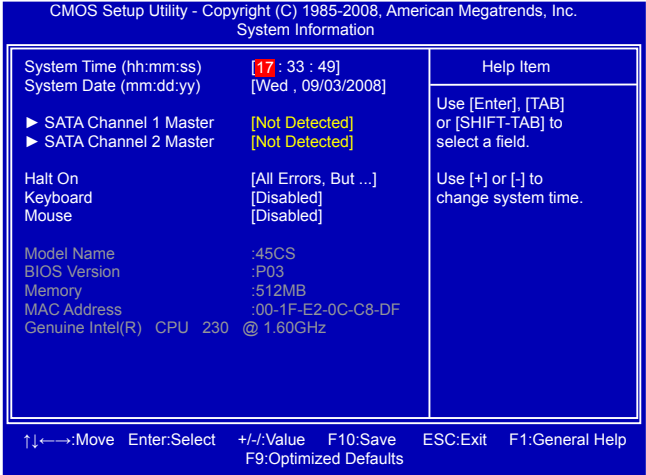 CMOS Setup Utility - Copyright (C) 1985-2008, American Megatrends, Inc.
System Information
System Time (hh:mm:ss) [17 : 33 : 49]
System Date (mm:dd:yy) [Wed , 09/03/2008]
► SATA Channel 1 Master [Not Detected]
► SATA Channel 2 Master [Not Detected]
Halt On [All Errors, But ...]
Keyboard [Disabled]
Mouse [Disabled]
Model Name :45CS
BIOS Version :P03
Memory :512MB
MAC Address :00-1F-E2-0C-C8-DF
Genuine Intel(R) CPU 230 @ 1.60GHz
Help Item
Use [Enter], [TAB]
or [SHIFT-TAB] to
select a field.
Use [+] or [-] to
change system time.
↑↓←→:Move Enter:Select +/-/:Value F10:Save ESC:Exit F1:General Help
F9:Optimized Defaults